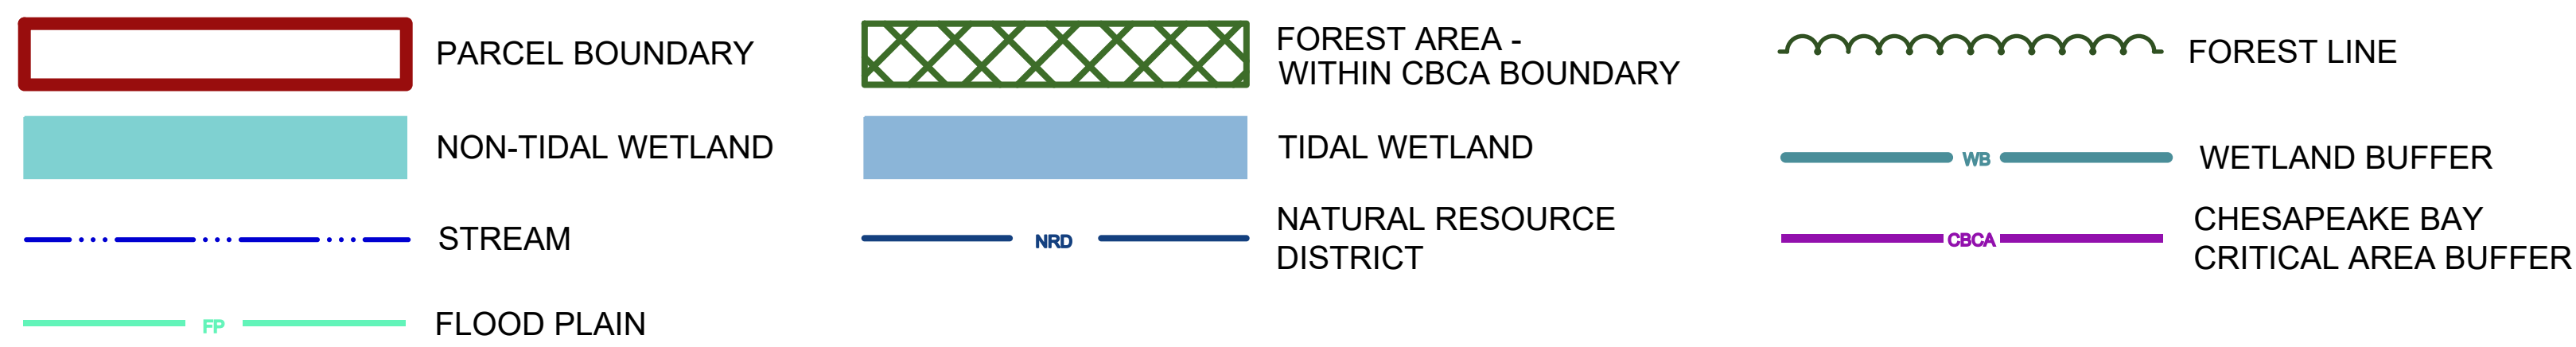 PARCEL BOUNDARY
FOREST AREA -
WITHIN CBCA BOUNDARY
FOREST LINE
NON-TIDAL WETLAND
TIDAL WETLAND
WB
WETLAND BUFFER
STREAM
NRD
NATURAL RESOURCE
DISTRICT
CBCA
CHESAPEAKE BAY
CRITICAL AREA BUFFER
FP
FLOOD PLAIN